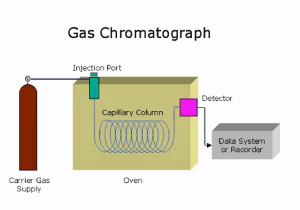 Gas Chromatograph
Injection Port
Capillary Column
Detector
Data System
or Recorder
Carrier Gas
Supply
Oven